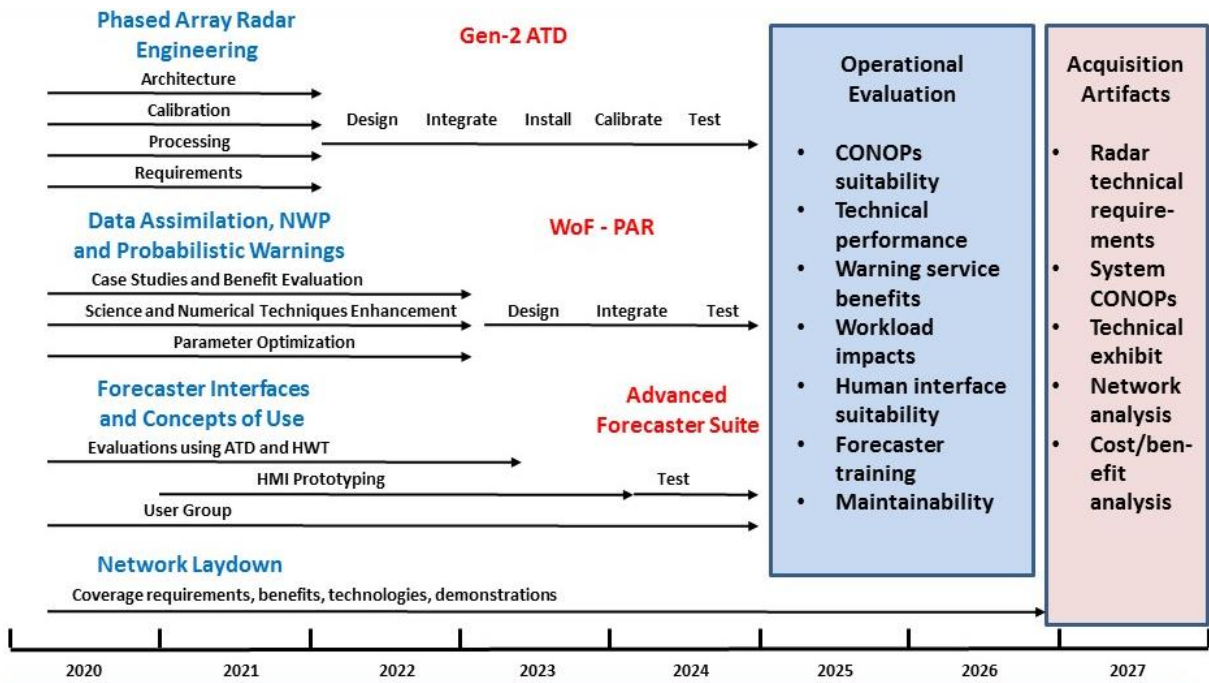 Phased Array Radar
Engineering
Architecture
Calibration
Processing
Requirements
Gen-2 ATD
Design Integrate Install Calibrate Test
Data Assimilation, NWP
and Probabilistic Warnings
Case Studies and Benefit Evaluation
Science and Numerical Techniques Enhancement
Parameter Optimization
WoF - PAR
Design Integrate Test
Forecaster Interfaces
and Concepts of Use
Evaluations using ATD and HWT
HMI Prototyping
User Group
Advanced
Forecaster Suite
Test
Network Laydown
Coverage requirements, benefits, technologies, demonstrations
Operational
Evaluation
• CONOPs
suitability
• Technical
performance
• Warning service
benefits
• Workload
impacts
• Human interface
suitability
• Forecaster
training
• Maintainability
Acquisition
Artifacts
• Radar
technical
require-
ments
• System
CONOPs
• Technical
exhibit
• Network
analysis
• Cost/ben-
efit
analysis
2020 2021 2022 2023 2024 2025 2026 2027